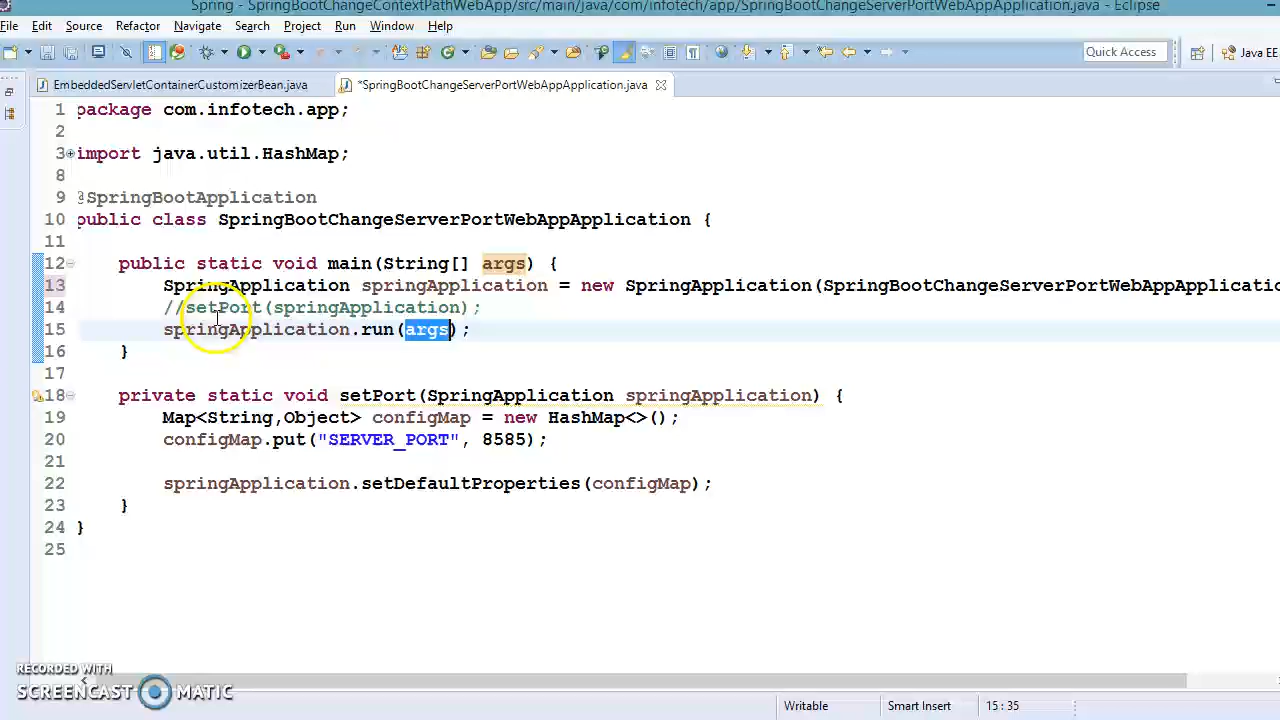 Spring - SpringBootChangeContextPathWebApp/src/main/java/com/infotech/app/SpringBootChangeServerPortWebAppApplication.java - Eclipse
File Edit Source Refactor Navigate Search Project Run Window Help
Quick Access
Java EE
EmbeddedServletContainerCustomizerBean.java
*SpringBootChangeServerPortWebAppApplication.java
1 package com.infotech.app;
2
3 import java.util.HashMap;
8
9 @SpringBootApplication
10 public class SpringBootChangeServerPortWebAppApplication {
11
12 public static void main(String[] args) {
13 SpringApplication springApplication = new SpringApplication(SpringBootChangeServerPortWebAppApplicatio
14 //setPort(springApplication);
15 springApplication.run(args);
16 }
17
18 private static void setPort(SpringApplication springApplication) {
19 Map<String,Object> configMap = new HashMap<>();
20 configMap.put("SERVER_PORT", 8585);
21
22 springApplication.setDefaultProperties(configMap);
23 }
24 }
25
RECORDED WITH
SCREENCAST MATIC
Writable Smart Insert 15 : 35